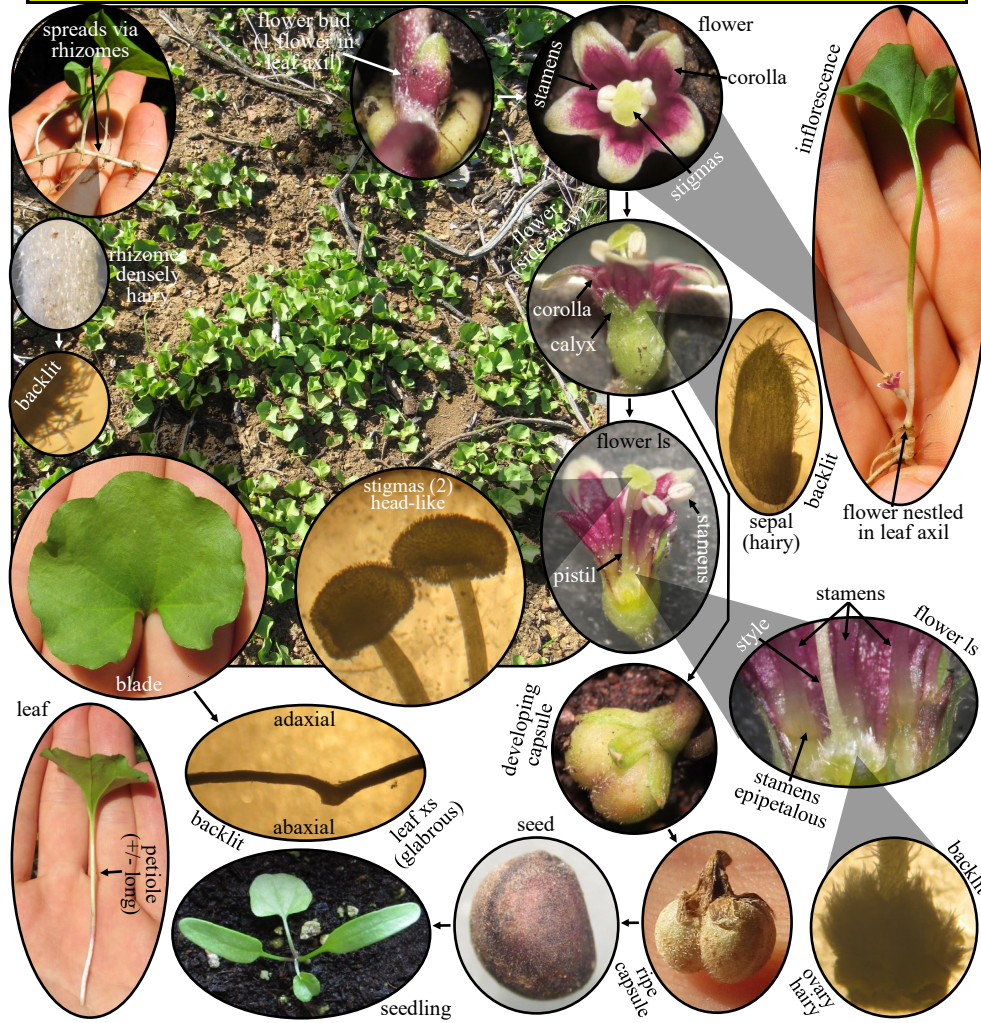 spreads via
rhizomes
flower bud
(1 flower in
leaf axil)
flower
stamens
corolla
stigmas
inflorescence
rhizomes
densely
hairy
flower
(side view)
corolla
calyx
backlit
flower ls
stigmas (2)
head-like
stamens
pistil
backlit
sepal
(hairy)
flower nestled
in leaf axil
blade
stamens
style
flower ls
stamens
epipetalous
leaf
adaxial
abaxial
backlit
leaf xs
(glabrous)
developing
capsule
petiole
(+/- long)
seed
seedling
ripe
capsule
backlit
ovary
hairy